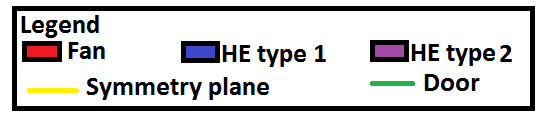 Legend
Fan HE type 1 HE type 2
Symmetry plane Door